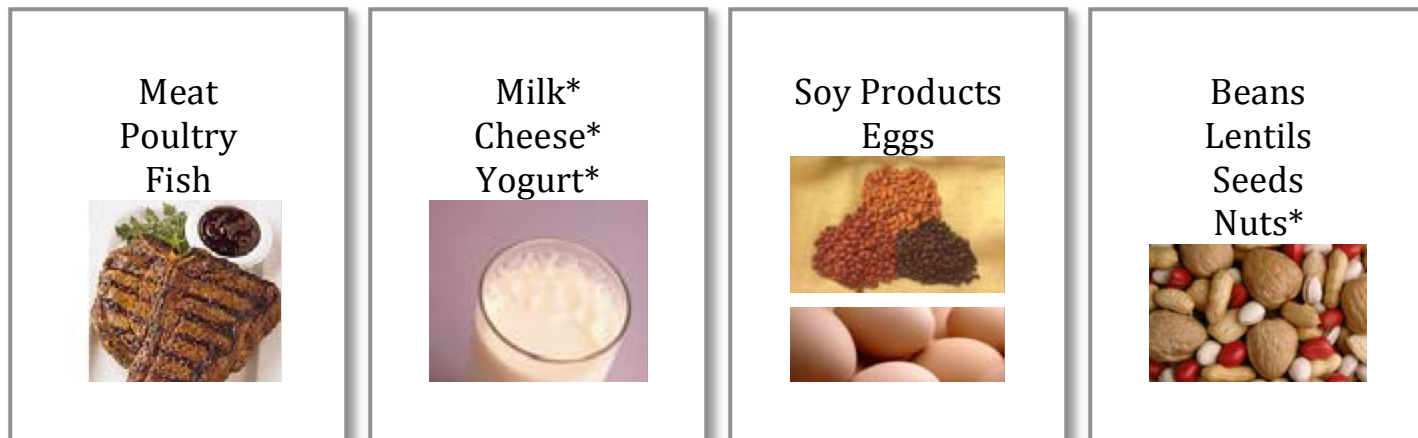 Meat
Poultry
Fish
Milk*
Cheese*
Yogurt*
Soy Products
Eggs
Beans
Lentils
Seeds
Nuts*